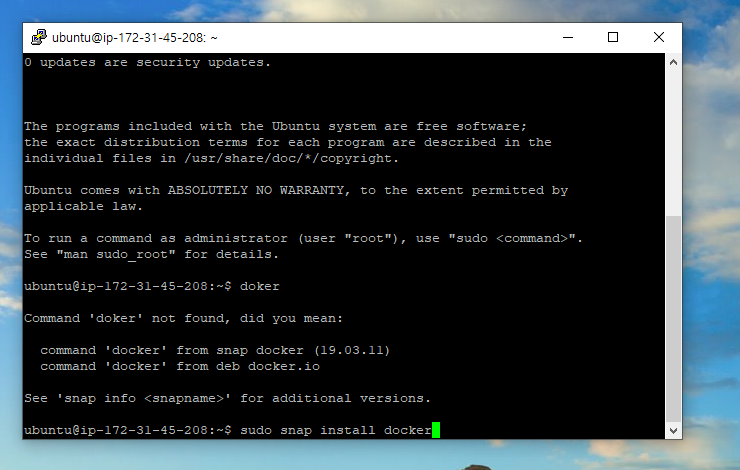 ubuntu@ip-172-31-45-208: ~
0 updates are security updates.
The programs included with the Ubuntu system are free software;
the exact distribution terms for each program are described in the
individual files in /usr/share/doc/*/copyright.
Ubuntu comes with ABSOLUTELY NO WARRANTY, to the extent permitted by
applicable law.
To run a command as administrator (user "root"), use "sudo <command>".
See "man sudo_root" for details.
ubuntu@ip-172-31-45-208:~$ doker
Command 'doker' not found, did you mean:
  command 'docker' from snap docker (19.03.11)
  command 'docker' from deb docker.io
See 'snap info <snapname>' for additional versions.
ubuntu@ip-172-31-45-208:~$ sudo snap install docker